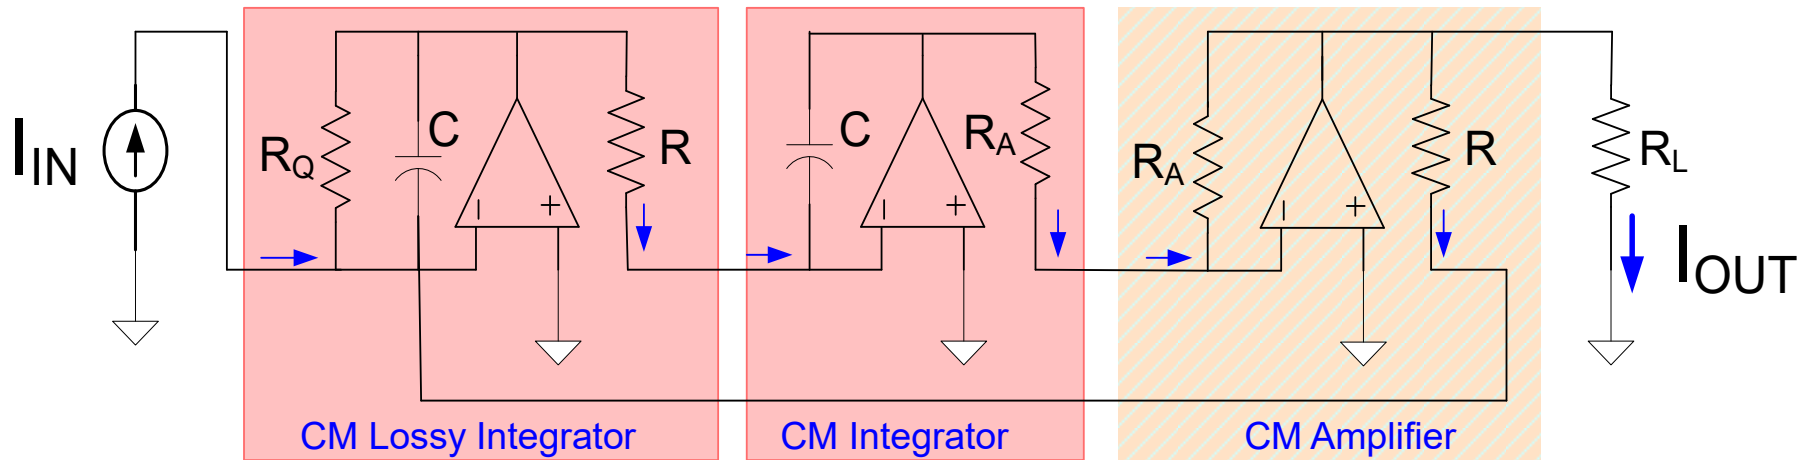 I_IN
R_Q
C
R
C
R_A
R_A
R
R_L
I_OUT
CM Lossy Integrator
CM Integrator
CM Amplifier